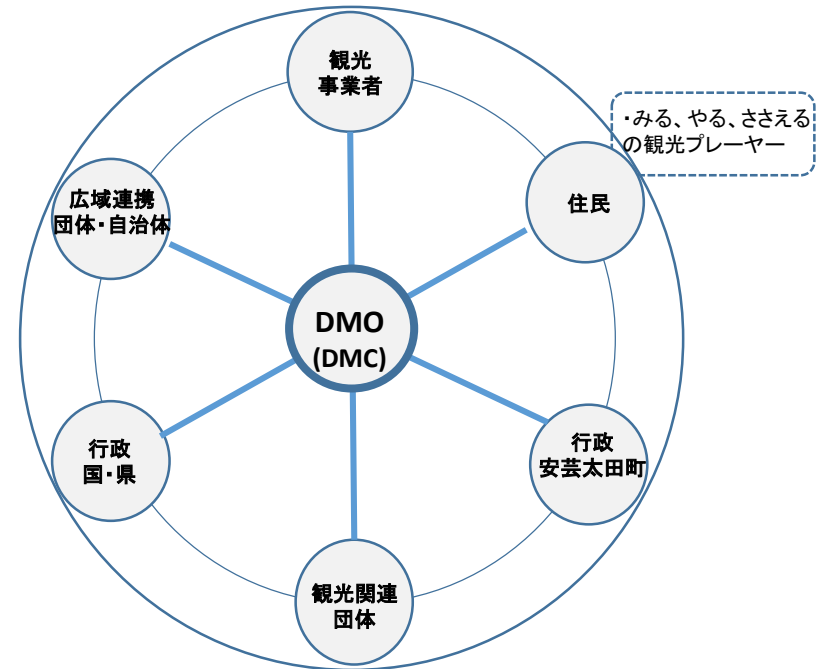 観光
事業者
・みる、やる、ささえる
の観光プレーヤー
広域連携
団体・自治体
住民
DMO
(DMC)
行政
国・県
行政
安芸太田町
観光関連
団体